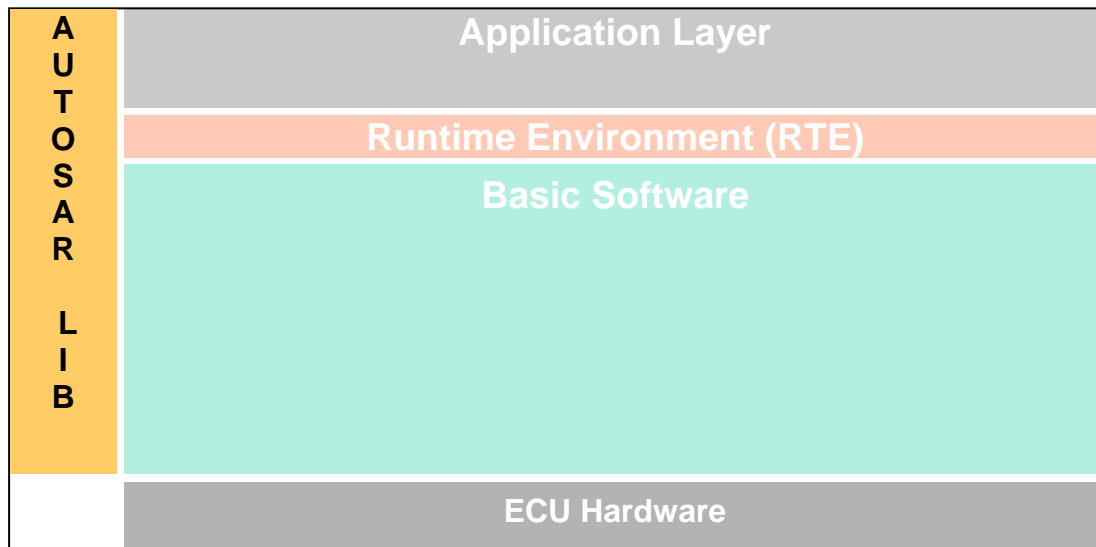 A
U
T
O
S
A
R
L
I
B
Application Layer
Runtime Environment (RTE)
Basic Software
ECU Hardware